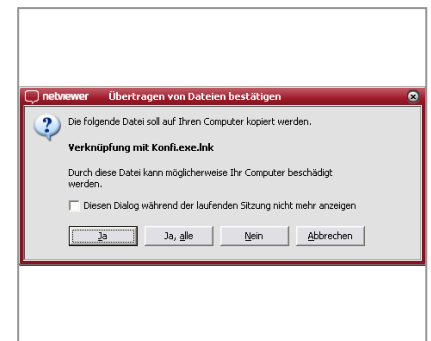 netviewer Übertragen von Dateien bestätigen
Die folgende Datei soll auf Ihren Computer kopiert werden.
Verknüpfung mit Konfi.exe.lnk
Durch diese Datei kann möglicherweise Ihr Computer beschädigt
werden.
Diesen Dialog während der laufenden Sitzung nicht mehr anzeigen
Ja Ja, alle Nein Abbrechen